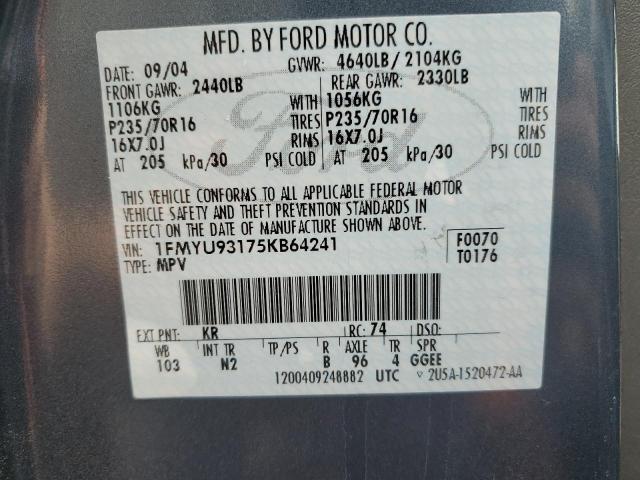 MFD. BY FORD MOTOR CO.
DATE: 09/04 GVWR: 4640LB/ 2104KG
FRONT GAWR: 2440LB REAR GAWR: 2330LB
1106KG WITH 1056KG WITH
P235/70R16 TIRES P235/70R16 TIRES
16X7.0J RIMS 16X7.0J RIMS
AT 205 kPa/30 PSI COLD AT 205 kPa/30 PSI COLD
Ford
THIS VEHICLE CONFORMS TO ALL APPLICABLE FEDERAL MOTOR
VEHICLE SAFETY AND THEFT PREVENTION STANDARDS IN
EFFECT ON THE DATE OF MANUFACTURE SHOWN ABOVE.
VIN: 1FMYU93175KB64241 F0070
TYPE: MPV T0176
EXT PNT: KR RC: 74 DSO:
WB INT TR TP/PS R AXLE TR SPR
103 N2 B 96 4 GGEE
1200409248882 UTC 2U5A-1520472-AA